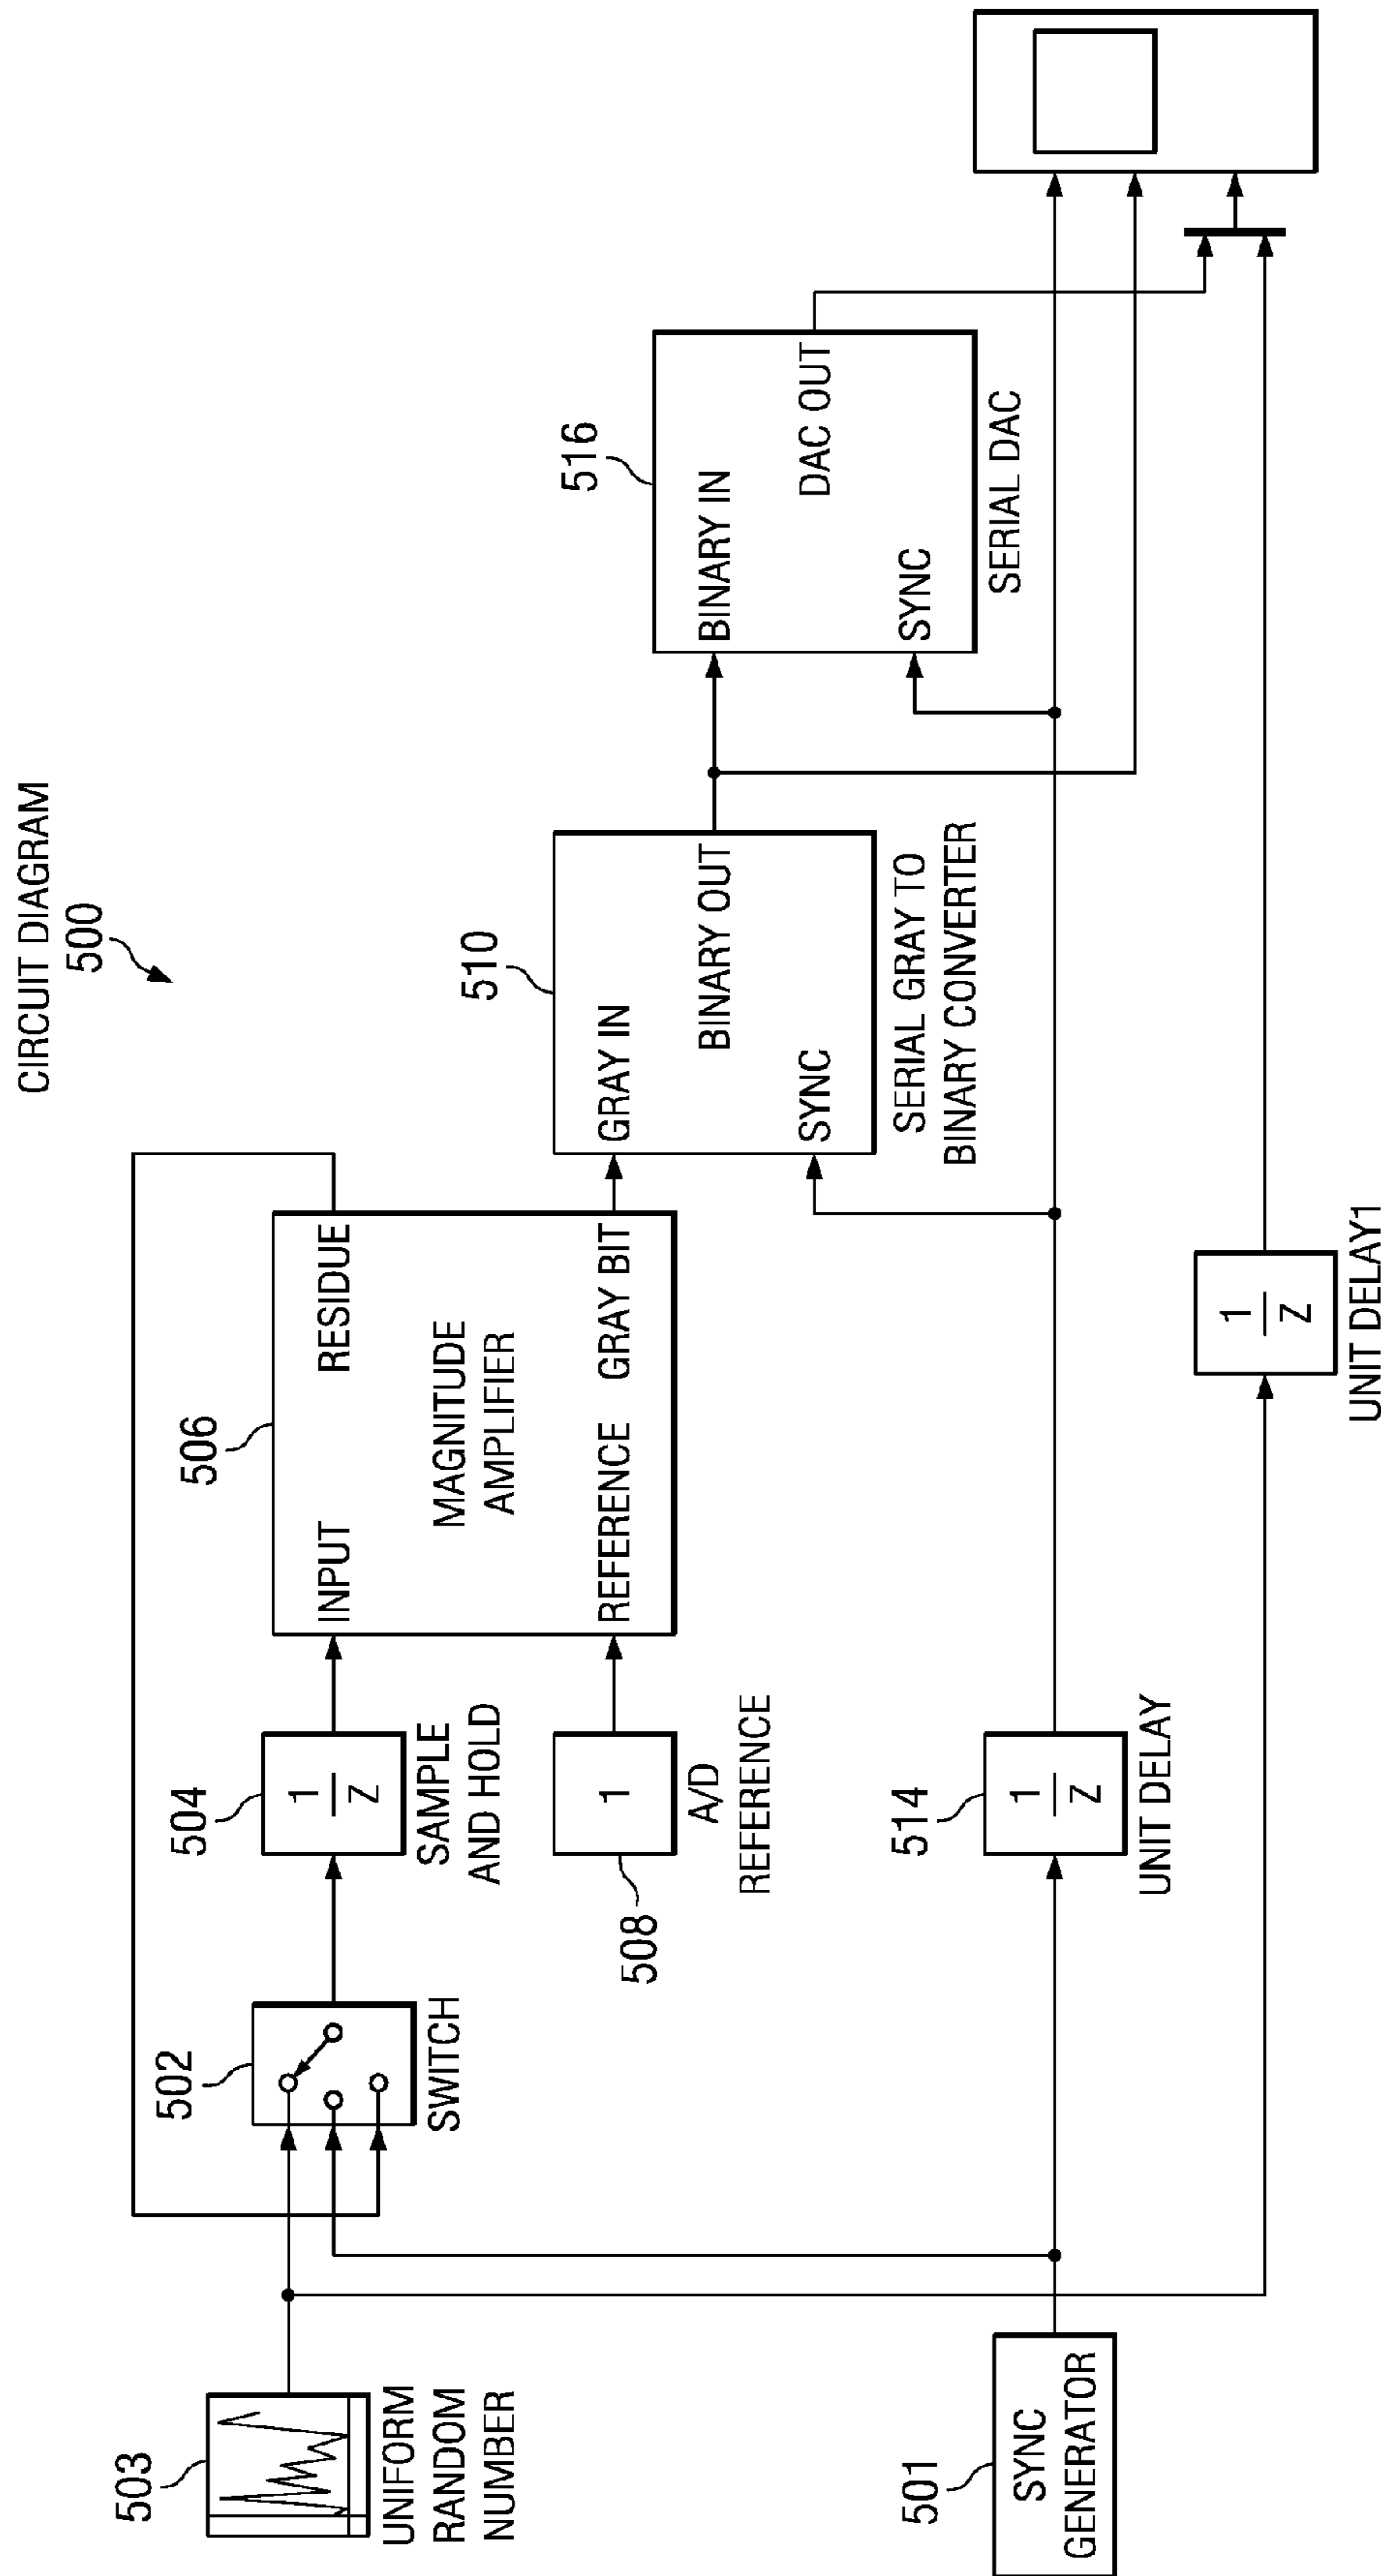 CIRCUIT DIAGRAM
500
503
UNIFORM
RANDOM
NUMBER
501
SYNC
GENERATOR
502
SWITCH
504
1
Z
SAMPLE
AND HOLD
508
1
A/D
REFERENCE
506
INPUT
RESIDUE
MAGNITUDE
AMPLIFIER
REFERENCE
GRAY BIT
514
1
Z
UNIT DELAY
1
Z
UNIT DELAY1
510
GRAY IN
BINARY OUT
SYNC
SERIAL GRAY TO
BINARY CONVERTER
516
BINARY IN
DAC OUT
SYNC
SERIAL DAC